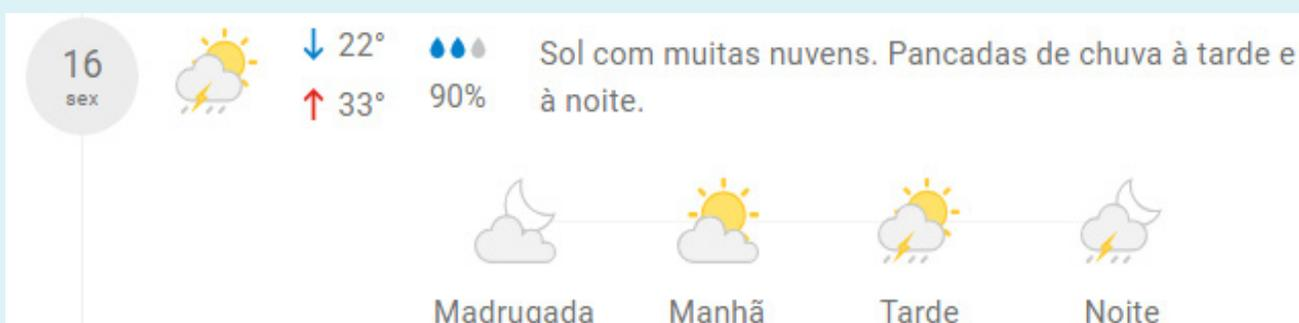 16
sex
22°
33°
90%
Sol com muitas nuvens. Pancadas de chuva à tarde e
à noite.
Madrugada Manhã Tarde Noite